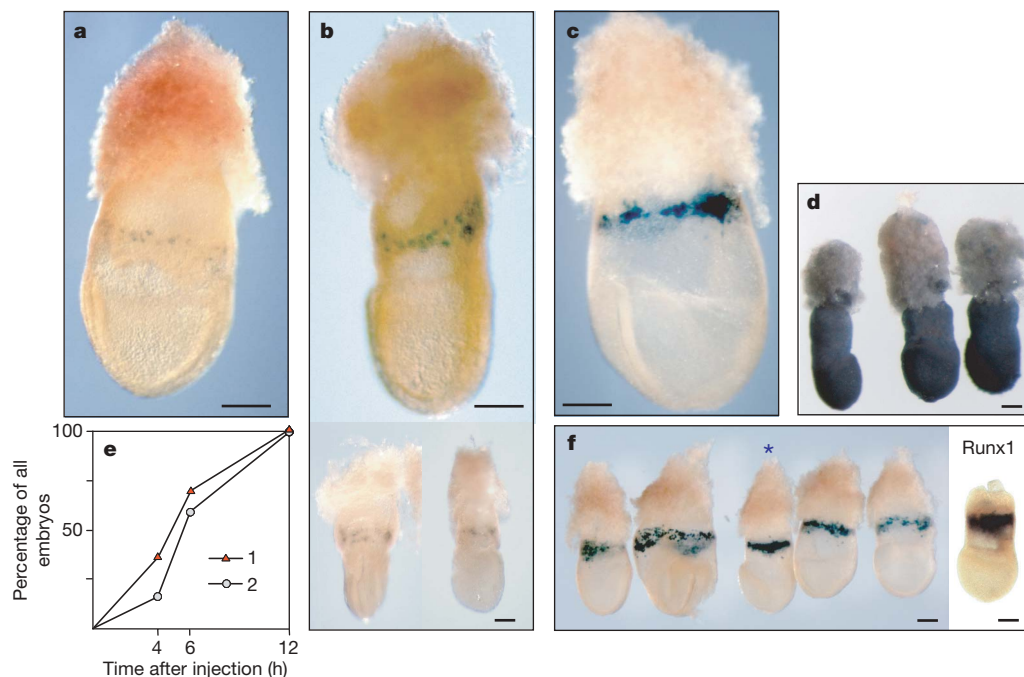 a
b
c
d
e
100
50
Percentage of all
embryos
1
2
4 6 12
Time after injection (h)
f
*
Runx1